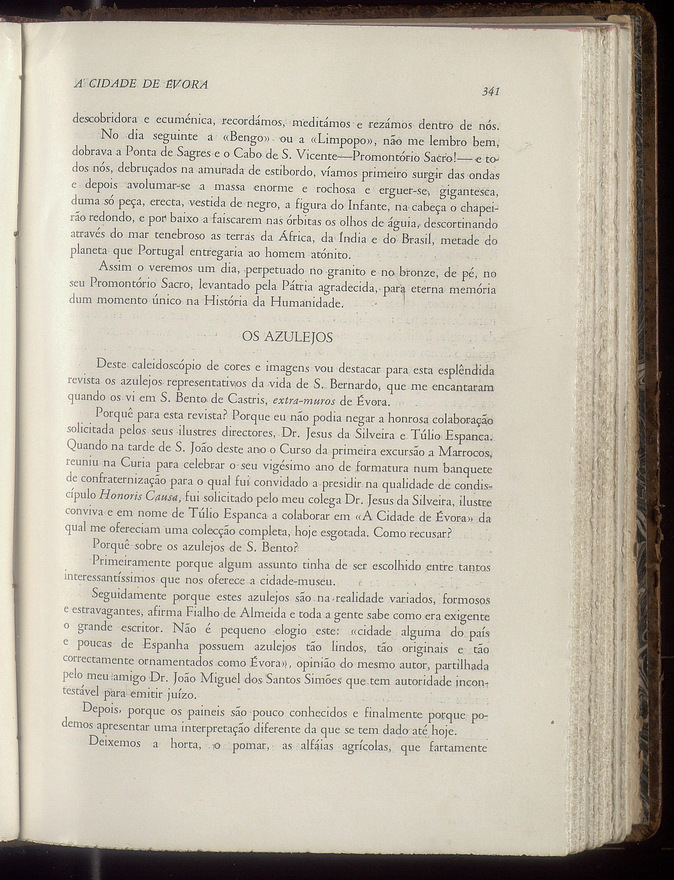 A CIDADE DE ÉVORA
341
descobridora e ecuménica, recordámos, meditámos e rezámos dentro de nós.
No dia seguinte a «Bengo» ou a «Limpopo», não me lembro bem,
dobrava a Ponta de Sagres e o Cabo de S. Vicente—Promontório Sacro!— e to-
dos nós, debruçados na amurada de estibordo, víamos primeiro surgir das ondas
e depois avolumar-se a massa enorme e rochosa e erguer-se, gigantesca,
duma só peça, erecta, vestida de negro, a figura do Infante, na cabeça o chapei-
rão redondo, e por baixo a faiscarem nas órbitas os olhos de águia, descortinando
através do mar tenebroso as terras da África, da Índia e do Brasil, metade do
planeta que Portugal entregaria ao homem atónito.
Assim o veremos um dia, perpetuado no granito e no bronze, de pé, no
seu Promontório Sacro, levantado pela Pátria agradecida, para eterna memória
dum momento único na História da Humanidade.
OS AZULEJOS
Deste caleidoscópio de cores e imagens vou destacar para esta esplêndida
revista os azulejos representativos da vida de S. Bernardo, que me encantaram
quando os vi em S. Bento de Castris, extra-muros de Évora.
Porquê para esta revista? Porque eu não podia negar a honrosa colaboração
solicitada pelos seus ilustres directores, Dr. Jesus da Silveira e Túlio Espanca.
Quando na tarde de S. João deste ano o Curso da primeira excursão a Marrocos,
reuniu na Curia para celebrar o seu vigésimo ano de formatura num banquete
de confraternização para o qual fui convidado a presidir na qualidade de condis-
cípulo Honoris Causa, fui solicitado pelo meu colega Dr. Jesus da Silveira, ilustre
conviva e em nome de Túlio Espanca a colaborar em «A Cidade de Évora» da
qual me ofereciam uma colecção completa, hoje esgotada. Como recusar?
Porquê sobre os azulejos de S. Bento?
Primeiramente porque algum assunto tinha de ser escolhido entre tantos
interessantíssimos que nos oferece a cidade-museu.
Seguidamente porque estes azulejos são na realidade variados, formosos
e estravagantes, afirma Fialho de Almeida e toda a gente sabe como era exigente
o grande escritor. Não é pequeno elogio este: «cidade alguma do país
e poucas de Espanha possuem azulejos tão lindos, tão originais e tão
correctamente ornamentados como Évora», opinião do mesmo autor, partilhada
pelo meu amigo Dr. João Miguel dos Santos Simões que tem autoridade incon-
testável para emitir juízo.
Depois, porque os paineis são pouco conhecidos e finalmente porque po-
demos apresentar uma interpretação diferente da que se tem dado até hoje.
Deixemos a horta, o pomar, as alfáias agrícolas, que fartamente